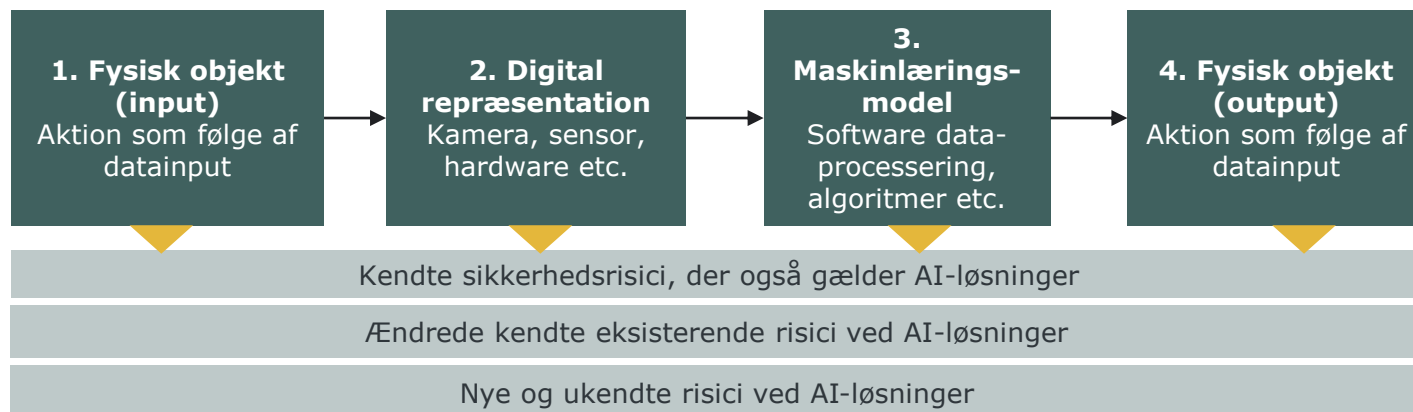 1. Fysisk objekt
(input)
Aktion som følge af
datainput
2. Digital
repræsentation
Kamera, sensor,
hardware etc.
3.
Maskinlærings-
model
Software data-
processering,
algoritmer etc.
4. Fysisk objekt
(output)
Aktion som følge af
datainput
Kendte sikkerhedsrisici, der også gælder AI-løsninger
Ændrede kendte eksisterende risici ved AI-løsninger
Nye og ukendte risici ved AI-løsninger